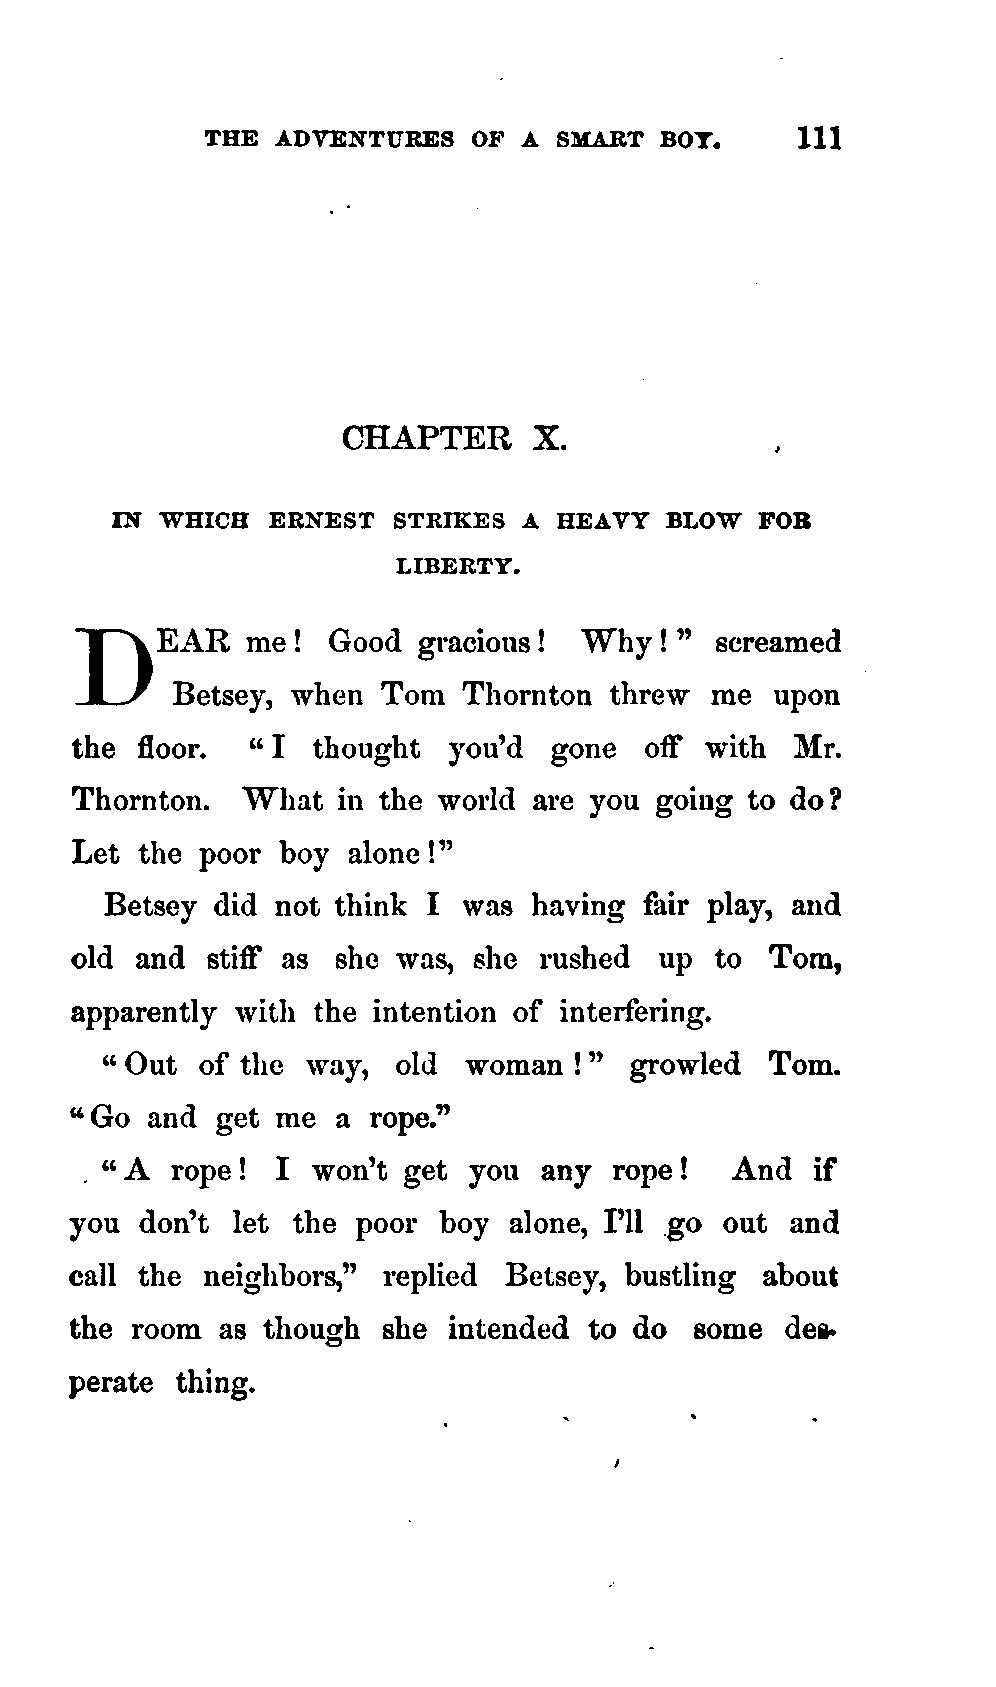 THE ADVENTURES OF A SMART BOY. 111
CHAPTER X.
IN WHICH ERNEST STRIKES A HEAVY BLOW FOR
LIBERTY.
DEAR me! Good gracious! Why!" screamed
Betsey, when Tom Thornton threw me upon
the floor. "I thought you'd gone off with Mr.
Thornton. What in the world are you going to do?
Let the poor boy alone!"
Betsey did not think I was having fair play, and
old and stiff as she was, she rushed up to Tom,
apparently with the intention of interfering.
"Out of the way, old woman!" growled Tom.
"Go and get me a rope."
"A rope! I won't get you any rope! And if
you don't let the poor boy alone, I'll go out and
call the neighbors," replied Betsey, bustling about
the room as though she intended to do some des-
perate thing.